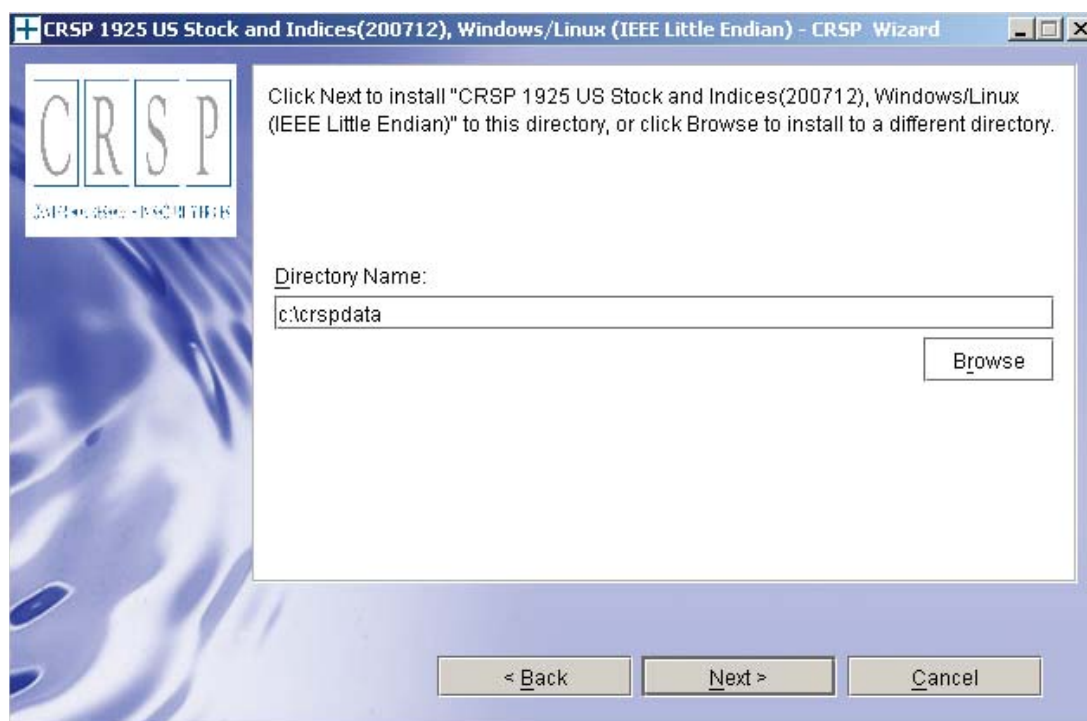 CRSP 1925 US Stock and Indices(200712), Windows/Linux (IEEE Little Endian) - CRSP Wizard
CRSP
Click Next to install "CRSP 1925 US Stock and Indices(200712), Windows/Linux
(IEEE Little Endian)" to this directory, or click Browse to install to a different directory.
Directory Name:
c:\crspdata
Browse
< Back
Next >
Cancel